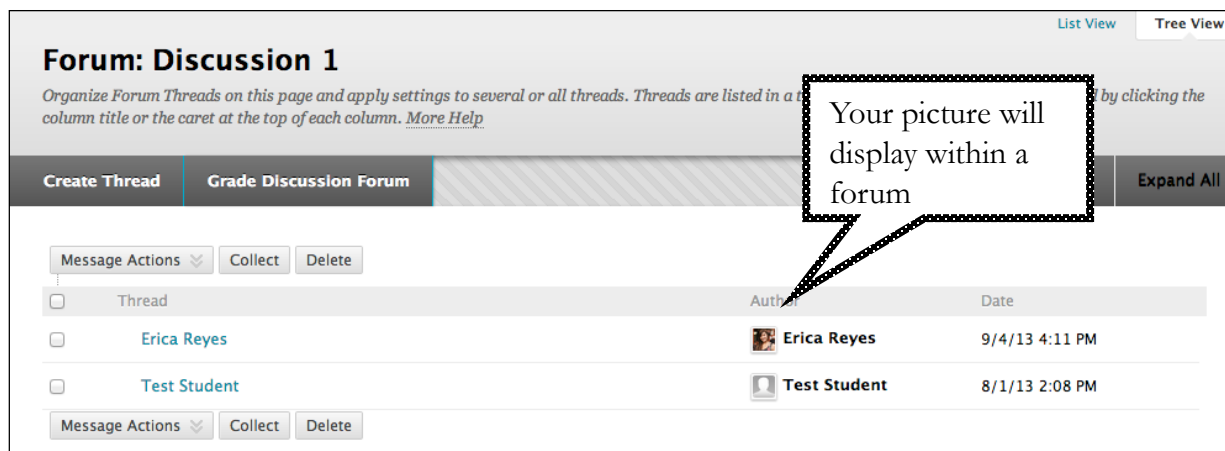 List View
Tree View
Forum: Discussion 1
Organize Forum Threads on this page and apply settings to several or all threads. Threads are listed in a t
by clicking the
column title or the caret at the top of each column. More Help
Your picture will
display within a
forum
Create Thread
Grade Discussion Forum
Expand All
Message Actions
Collect
Delete
Thread
Author
Date
Erica Reyes
Erica Reyes
9/4/13 4:11 PM
Test Student
Test Student
8/1/13 2:08 PM
Message Actions
Collect
Delete